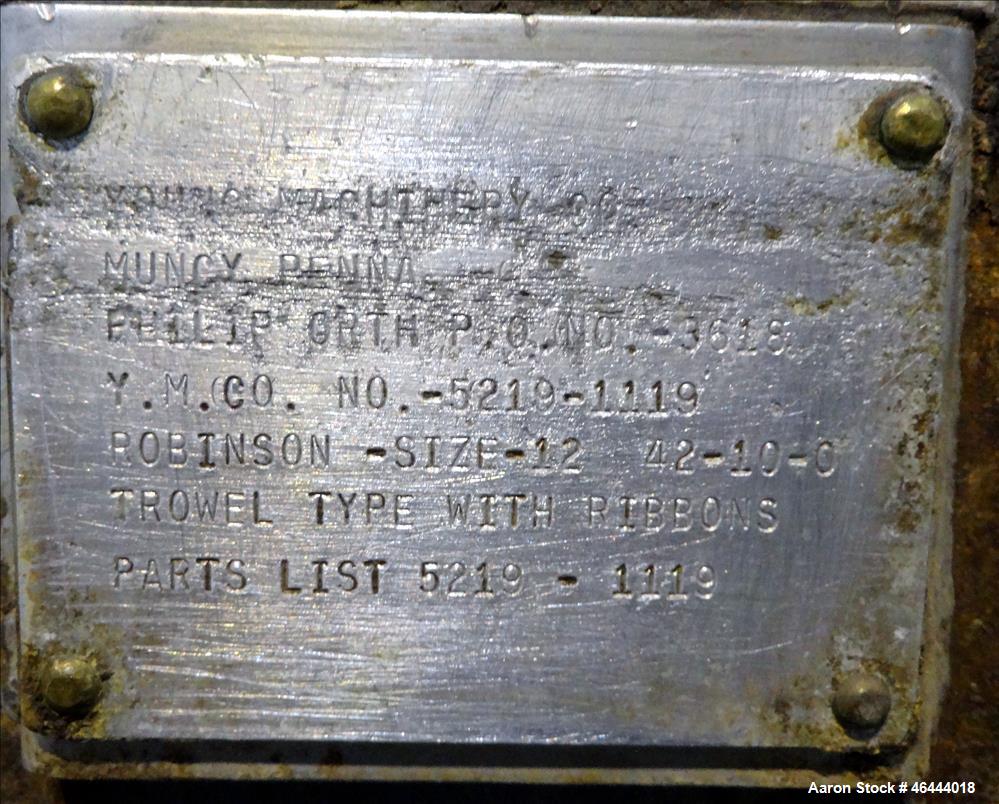 YOUNG MACHINERY CO.
MUNCY PENNA.
PHILIP ORTH P.O.NO.-3618
Y.M.CO. NO.-5219-1119
ROBINSON -SIZE-12 42-10-0
TROWEL TYPE WITH RIBBONS
PARTS LIST 5219 - 1119
Aaron Stock # 46444018